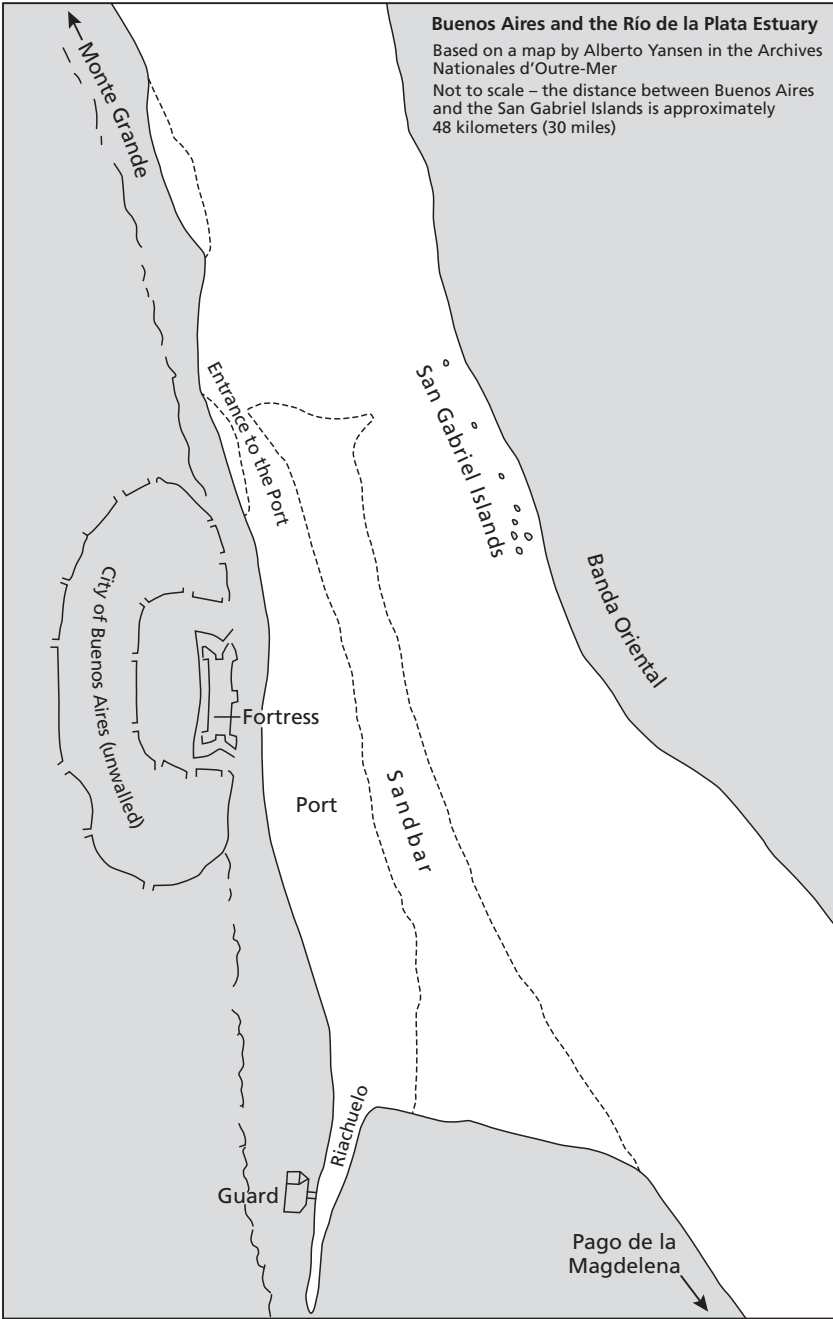 Buenos Aires and the Río de la Plata Estuary
Based on a map by Alberto Yansen in the Archives
Nationales d'Outre-Mer
Not to scale – the distance between Buenos Aires
and the San Gabriel Islands is approximately
48 kilometers (30 miles)
Monte Grande
Entrance to the Port
San Gabriel Islands
Banda Oriental
City of Buenos Aires (unwalled)
Fortress
Port
Sandbar
Riachuelo
Guard
Pago de la
Magdelena